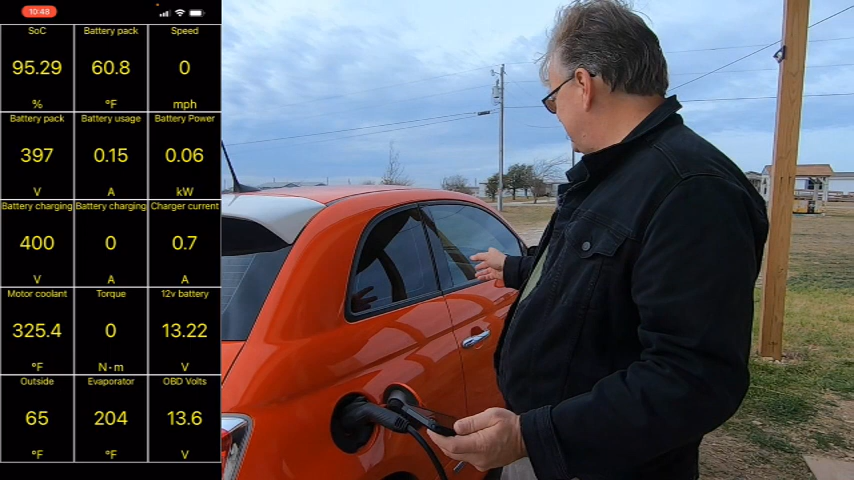 10:48
SoC Battery pack Speed
95.29 60.8 0
% °F mph
Battery pack Battery usage Battery Power
397 0.15 0.06
V A kW
Battery charging Battery charging Charger current
400 0 0.7
V A A
Motor coolant Torque 12v battery
325.4 0 13.22
°F N·m V
Outside Evaporator OBD Volts
65 204 13.6
°F °F V